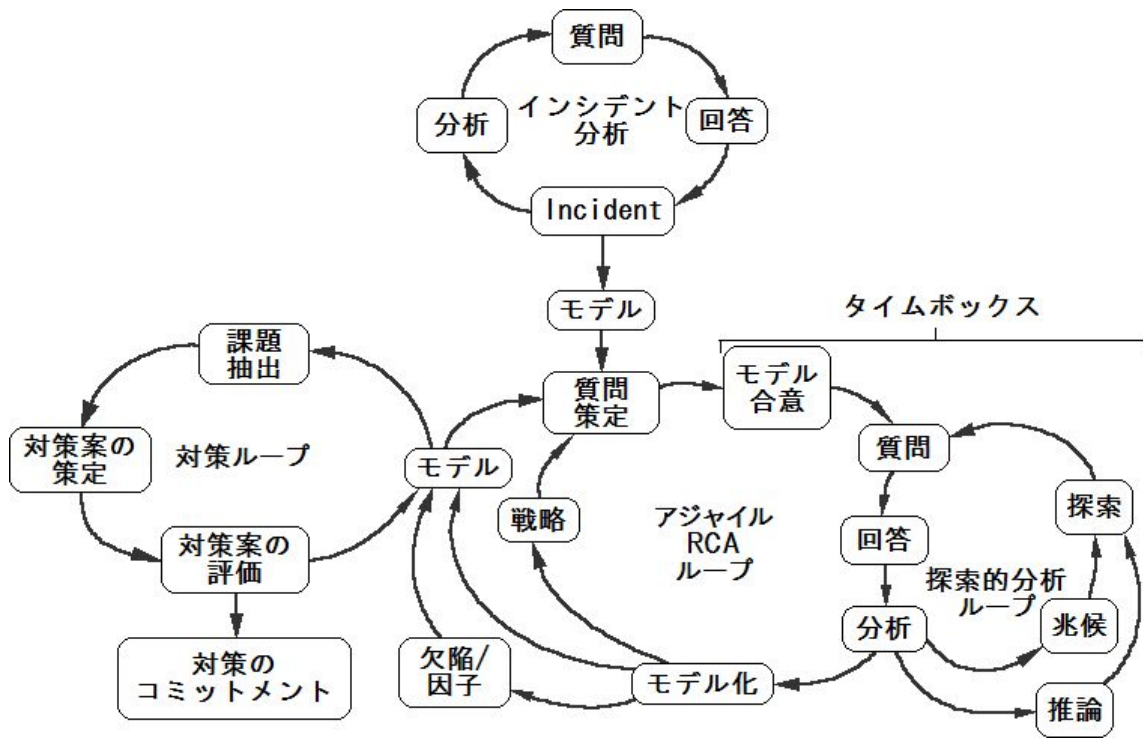 質問
分析
インシデント
分析
回答
Incident
モデル
タイムボックス
課題
抽出
質問
策定
モデル
合意
対策案の
策定
対策ループ
モデル
質問
戦略
アジャイル
RCA
ループ
回答
探索
対策案の
評価
探索的分析
ループ
分析
兆候
対策の
コミットメント
欠陥/
因子
モデル化
推論